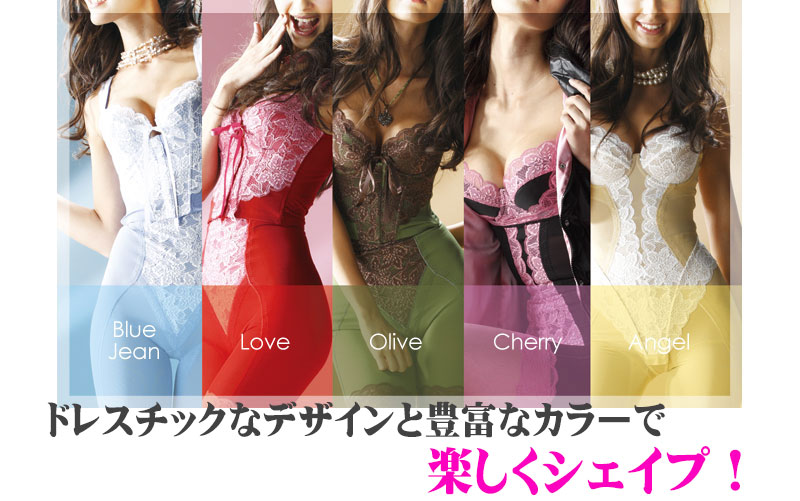 Blue
Jean
Love
Olive
Cherry
Angel
ドレスチックなデザインと豊富なカラーで
楽しくシェイプ！